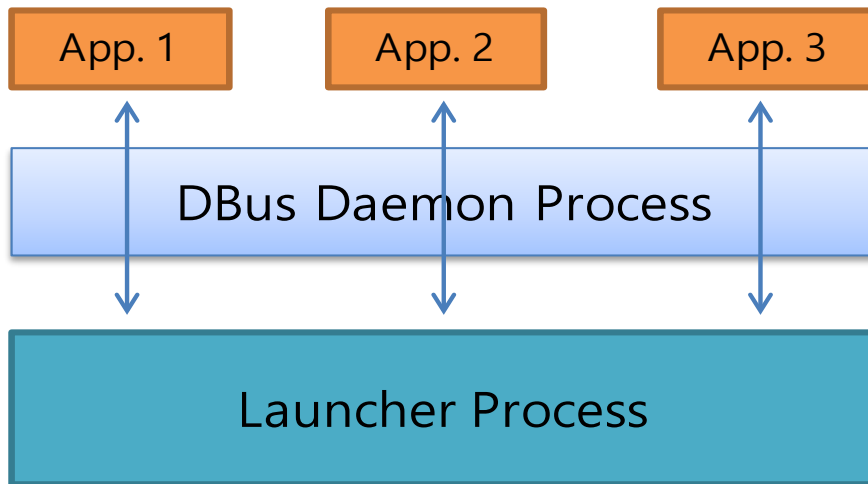 App. 1
App. 2
App. 3
DBus Daemon Process
Launcher Process